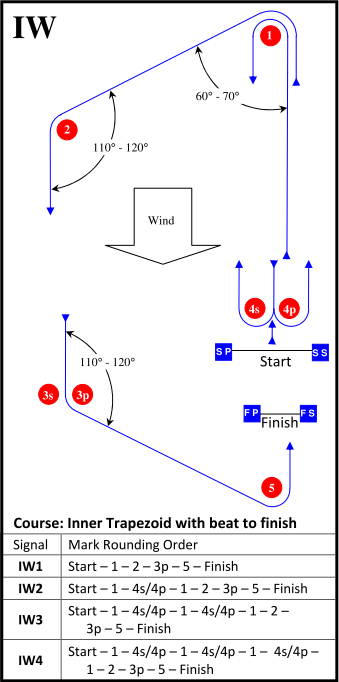 IW
1
60° - 70°
2
110° - 120°
Wind
4s 4p
S P S S
Start
110° - 120°
3s 3p
F P F S
Finish
5
Course: Inner Trapezoid with beat to finish
Signal Mark Rounding Order
IW1 Start – 1 – 2 – 3p – 5 – Finish
IW2 Start – 1 – 4s/4p – 1 – 2 – 3p – 5 – Finish
IW3 Start – 1 – 4s/4p – 1 – 4s/4p – 1 – 2 –
3p – 5 – Finish
IW4 Start – 1 – 4s/4p – 1 – 4s/4p – 1 – 4s/4p –
1 – 2 – 3p – 5 – Finish